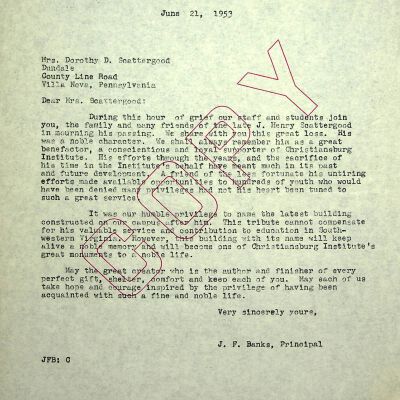 June 21, 1953
Mrs. Dorothy D. Scattergood
Dundale
County Line Road
Villa Nova, Pennsylvania
Dear Mrs. Scattergood:
During this hour of grief our staff and students join
you, the family and many friends of the late J. Henry Scattergood
in mourning his passing. We share with you this great loss. His
was a noble character. We shall always remember him as a great
benefactor, a conscientious and loyal supporter of Christiansburg
Institute. His efforts through the years, and the sacrifice of
his time in the Institute's behalf have meant much in its past
and future development. A friend of the less fortunate his untiring
efforts made available opportunities to hundreds of youth who would
have been denied many privileges had not His heart been tuned to
such a great service.
It was our humble privilege to name the latest building
constructed on our campus after him. This tribute cannot compensate
for his valuable service and contribution to education in South-
western Virginia. However, this building with its name will keep
alive a noble memory and will become one of Christiansburg Institute's
great monuments to a noble life.
May the great creator who is the author and finisher of every
perfect gift, shelter, comfort and keep each of you. May each of us
take hope and courage inspired by the privilege of having been
acquainted with such a fine and noble life.
Very sincerely yours,
J. F. Banks, Principal
JFB: C
COPY